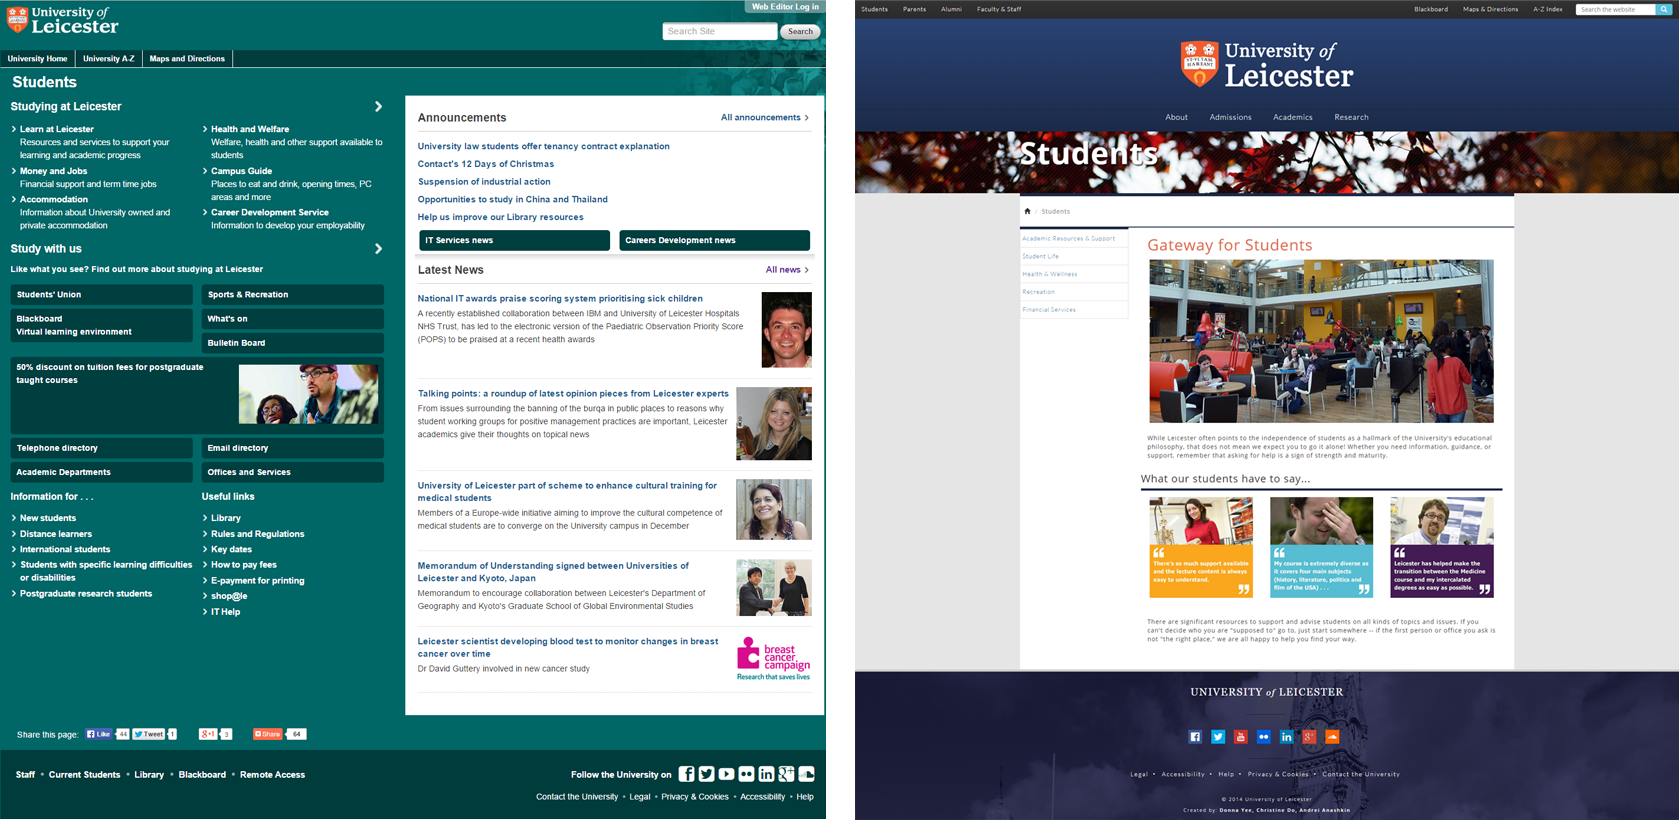 University of
Leicester
Web Editor Log in
Search Site
Search
University Home
University A-Z
Maps and Directions
Students
Studying at Leicester
Learn at Leicester
Resources and services to support your
learning and academic progress
Money and Jobs
Financial support and term time jobs
Accommodation
Information about University owned and
private accommodation
Health and Welfare
Welfare, health and other support available to
students
Campus Guide
Places to eat and drink, opening times, PC
areas and more
Career Development Service
Information to develop your employability
Study with us
Like what you see? Find out more about studying at Leicester
Students' Union
Sports & Recreation
Blackboard
Virtual learning environment
What's on
Bulletin Board
50% discount on tuition fees for postgraduate
taught courses
Telephone directory
Email directory
Academic Departments
Offices and Services
Information for . . .
New students
Distance learners
International students
Students with specific learning difficulties
or disabilities
Postgraduate research students
Useful links
Library
Rules and Regulations
Key dates
How to pay fees
E-payment for printing
shop@le
IT Help
Announcements
All announcements
University law students offer tenancy contract explanation
Contact's 12 Days of Christmas
Suspension of industrial action
Opportunities to study in China and Thailand
Help us improve our Library resources
IT Services news
Careers Development news
Latest News
All news
National IT awards praise scoring system prioritising sick children
A recently established collaboration between IBM and University of Leicester Hospitals
NHS Trust, has led to the electronic version of the Paediatric Observation Priority Score
(POPS) to be praised at a recent health awards
Talking points: a roundup of latest opinion pieces from Leicester experts
From issues surrounding the banning of the burqa in public places to reasons why
student working groups for positive management practices are important, Leicester
academics give their thoughts on topical news
University of Leicester part of scheme to enhance cultural training for
medical students
Members of a Europe-wide initiative aiming to improve the cultural competence of
medical students are to converge on the University campus in December
Memorandum of Understanding signed between Universities of
Leicester and Kyoto, Japan
Memorandum to encourage collaboration between Leicester's Department of
Geography and Kyoto's Graduate School of Global Environmental Studies
Leicester scientist developing blood test to monitor changes in breast
cancer over time
Dr David Guttery involved in new cancer study
breast
cancer
campaign
Research that saves lives
Share this page:
Like
44
Tweet
1
+1
3
Share
64
Staff • Current Students • Library • Blackboard • Remote Access
Follow the University on
Contact the University • Legal • Privacy & Cookies • Accessibility • Help
Students
Parents
Alumni
Faculty & Staff
Blackboard
Maps & Directions
A-Z Index
Search the website
University of
Leicester
About
Admissions
Academics
Research
Students
/ Students
Academic Resources & Support
Student Life
Health & Wellness
Recreation
Financial Services
Gateway for Students
While Leicester often points to the independence of students as a hallmark of the University's educational
philosophy, that does not mean we expect you to go it alone! Whether you need information, guidance, or
support, remember that asking for help is a sign of strength and maturity.
What our students have to say...
There's so much support available
and the lecture content is always
easy to understand.
My course is extremely diverse as
it covers four main subjects
(history, literature, politics and
film of the USA) . . .
Leicester has helped make the
transition between the Medicine
course and my intercalated
degrees as easy as possible.
There are significant resources to support and advise students on all kinds of topics and issues. If you
can't decide who you are "supposed to" go to, just start somewhere -- if the first person or office you ask is
not "the right place," we are all happy to help you find your way.
UNIVERSITY of LEICESTER
Legal • Accessibility • Help • Privacy & Cookies • Contact the University
© 2014 University of Leicester
Created by: Donna Yee, Christine Do, Andrei Anashkin